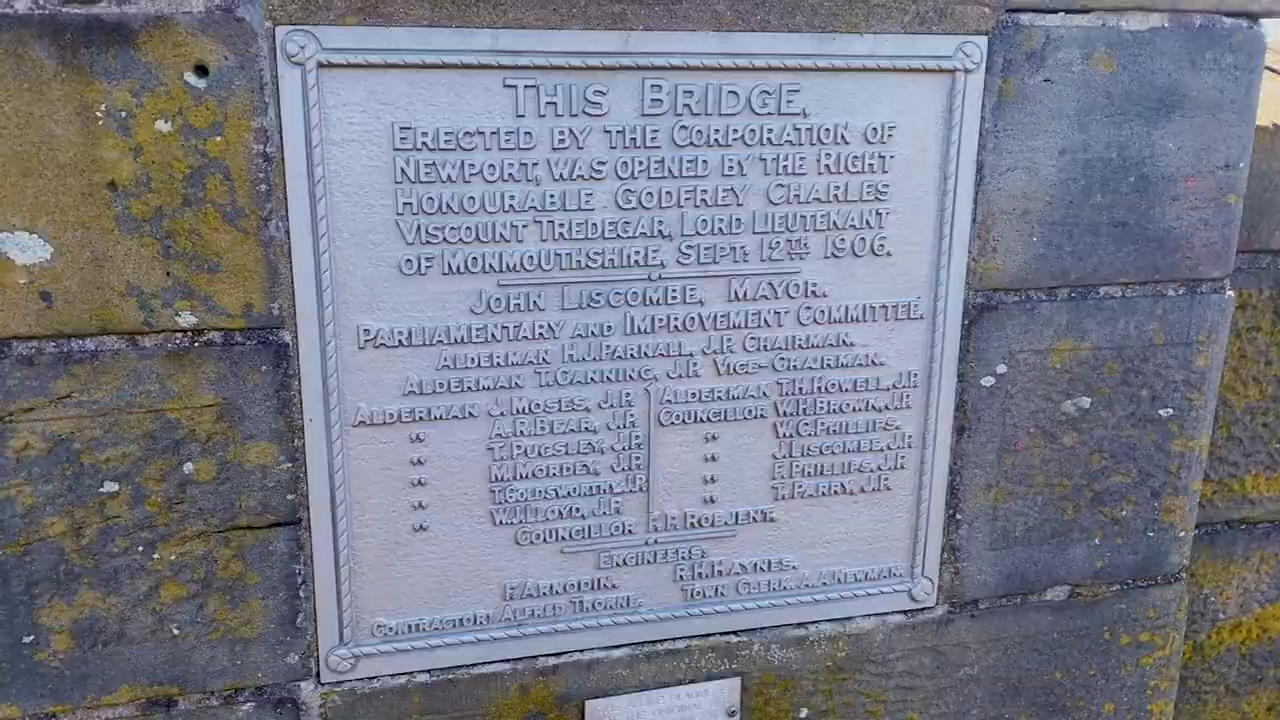 THIS BRIDGE,
ERECTED BY THE CORPORATION OF
NEWPORT, WAS OPENED BY THE RIGHT
HONOURABLE GODFREY CHARLES
VISCOUNT TREDEGAR, LORD LIEUTENANT
OF MONMOUTHSHIRE, SEPT: 12TH 1906.
JOHN LISCOMBE, MAYOR.
PARLIAMENTARY AND IMPROVEMENT COMMITTEE.
ALDERMAN H.J.PARNALL, J.P. CHAIRMAN.
ALDERMAN T.CANNING, J.P. VICE-CHAIRMAN.
ALDERMAN J. MOSES, J.P. ALDERMAN T.H.HOWELL, J.P.
" A.R.BEAR, J.P. COUNCILLOR W.H.BROWN, J.P.
" T.PUGSLEY, J.P. " W.C.PHILLIPS.
" M.MORDEY, J.P. " J.LISCOMBE, J.P.
" T.GOLDSWORTHY, J.P. " F.PHILLIPS, J.P.
" W.J.LLOYD, J.P. " T.PARRY, J.P.
COUNCILLOR F.P.ROBJENT.
ENGINEERS:
F.ARNODIN. R.H.HAYNES.
CONTRACTOR: ALFRED THORNE. TOWN CLERK. A.A.NEWMAN.